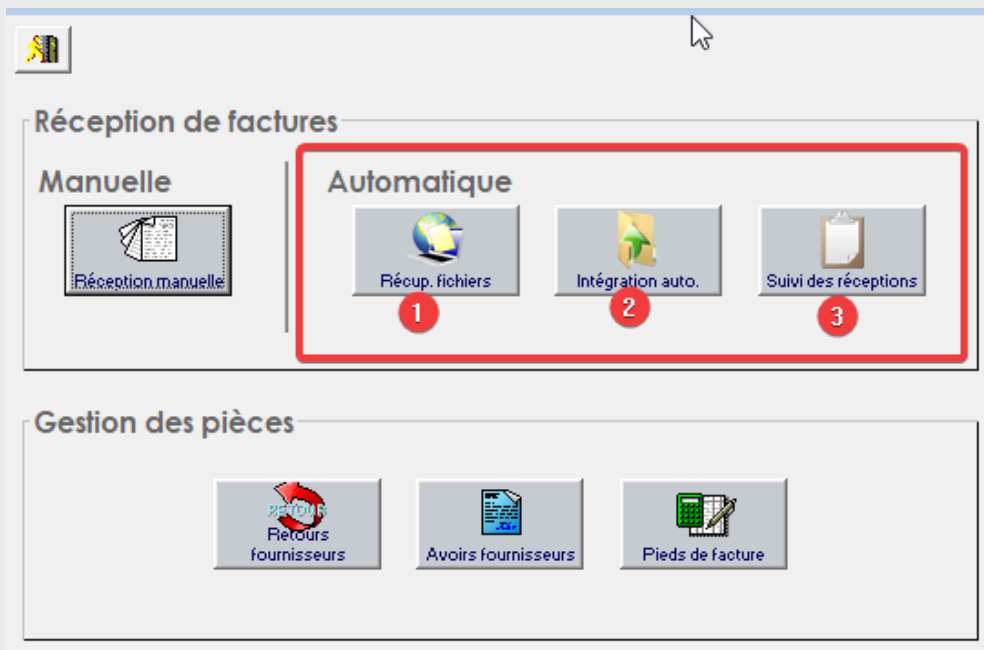 Réception de factures
Manuelle
Automatique
Réception manuelle
Récup. fichiers
Intégration auto.
Suivi des réceptions
1
2
3
Gestion des pièces
RETOUR
Retours
fournisseurs
Avoirs fournisseurs
Pieds de facture